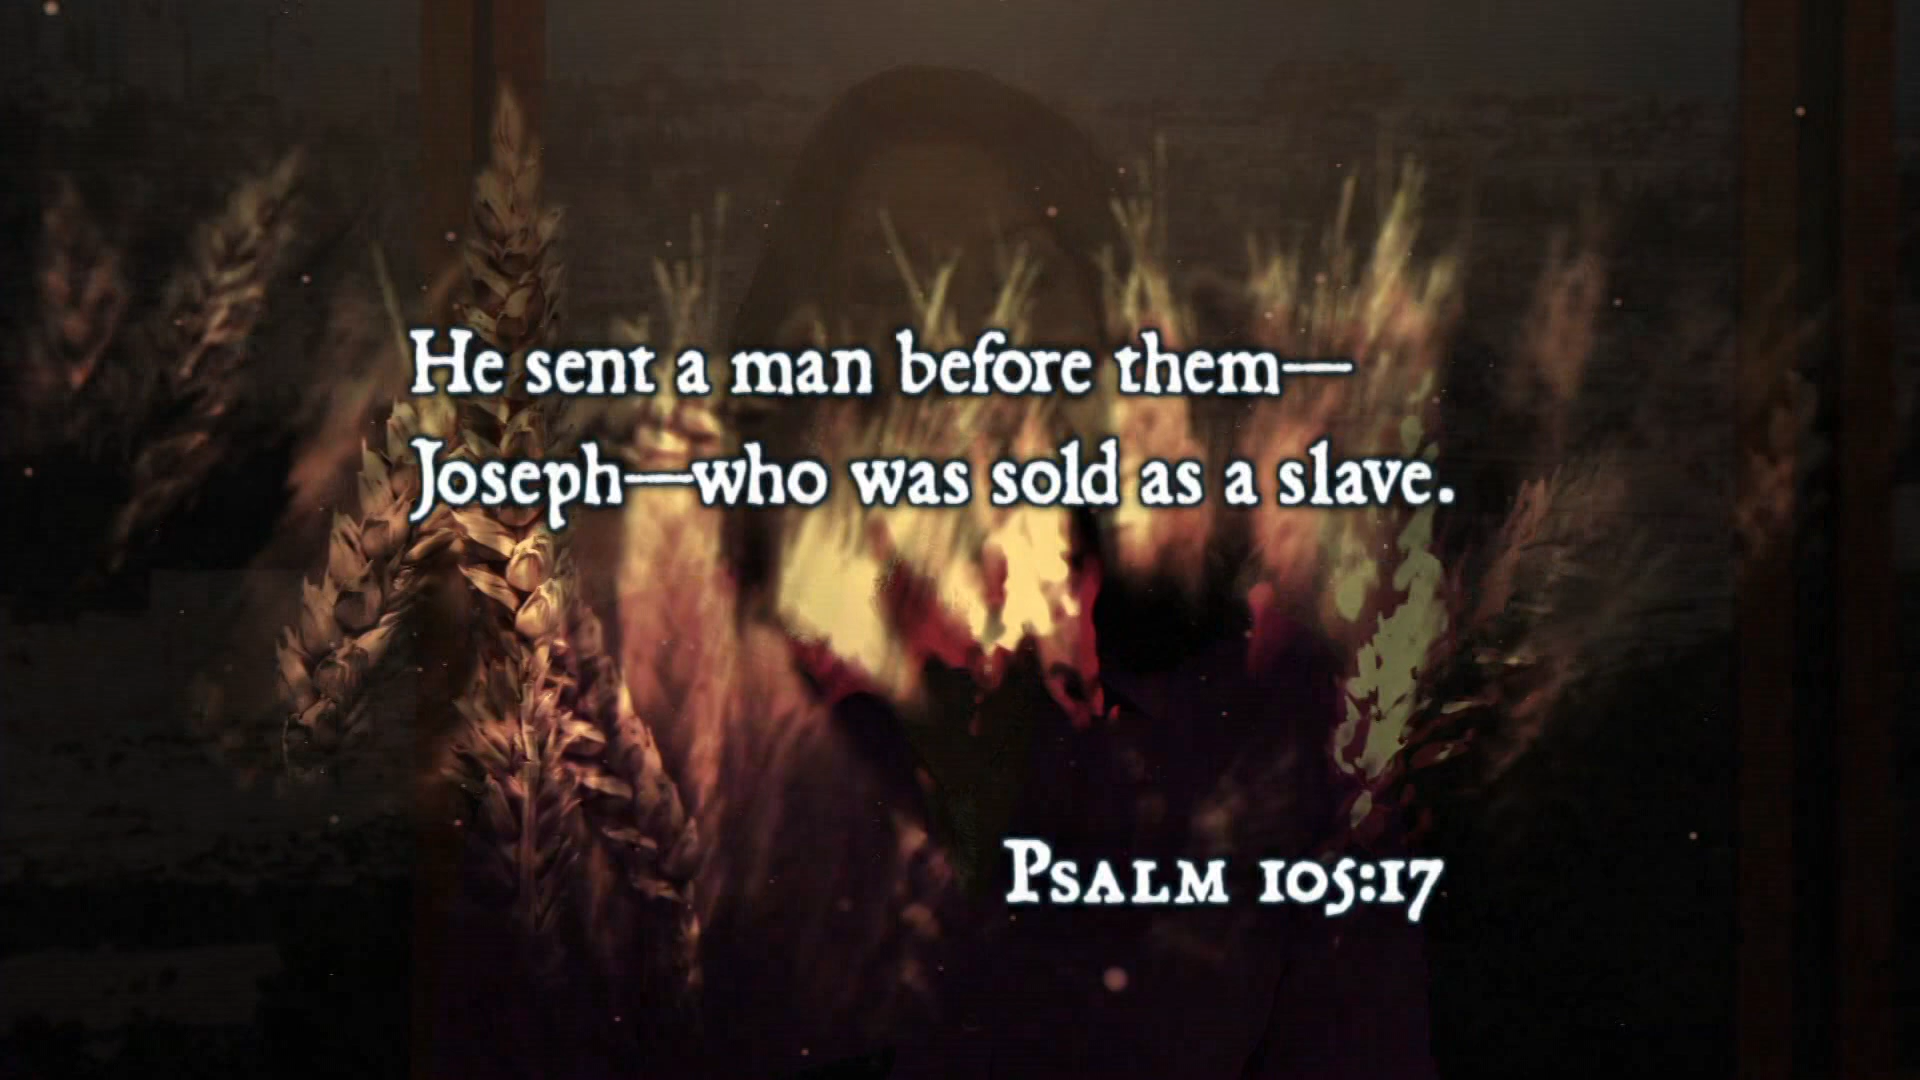 He sent a man before them—
Joseph—who was sold as a slave.
Psalm 105:17